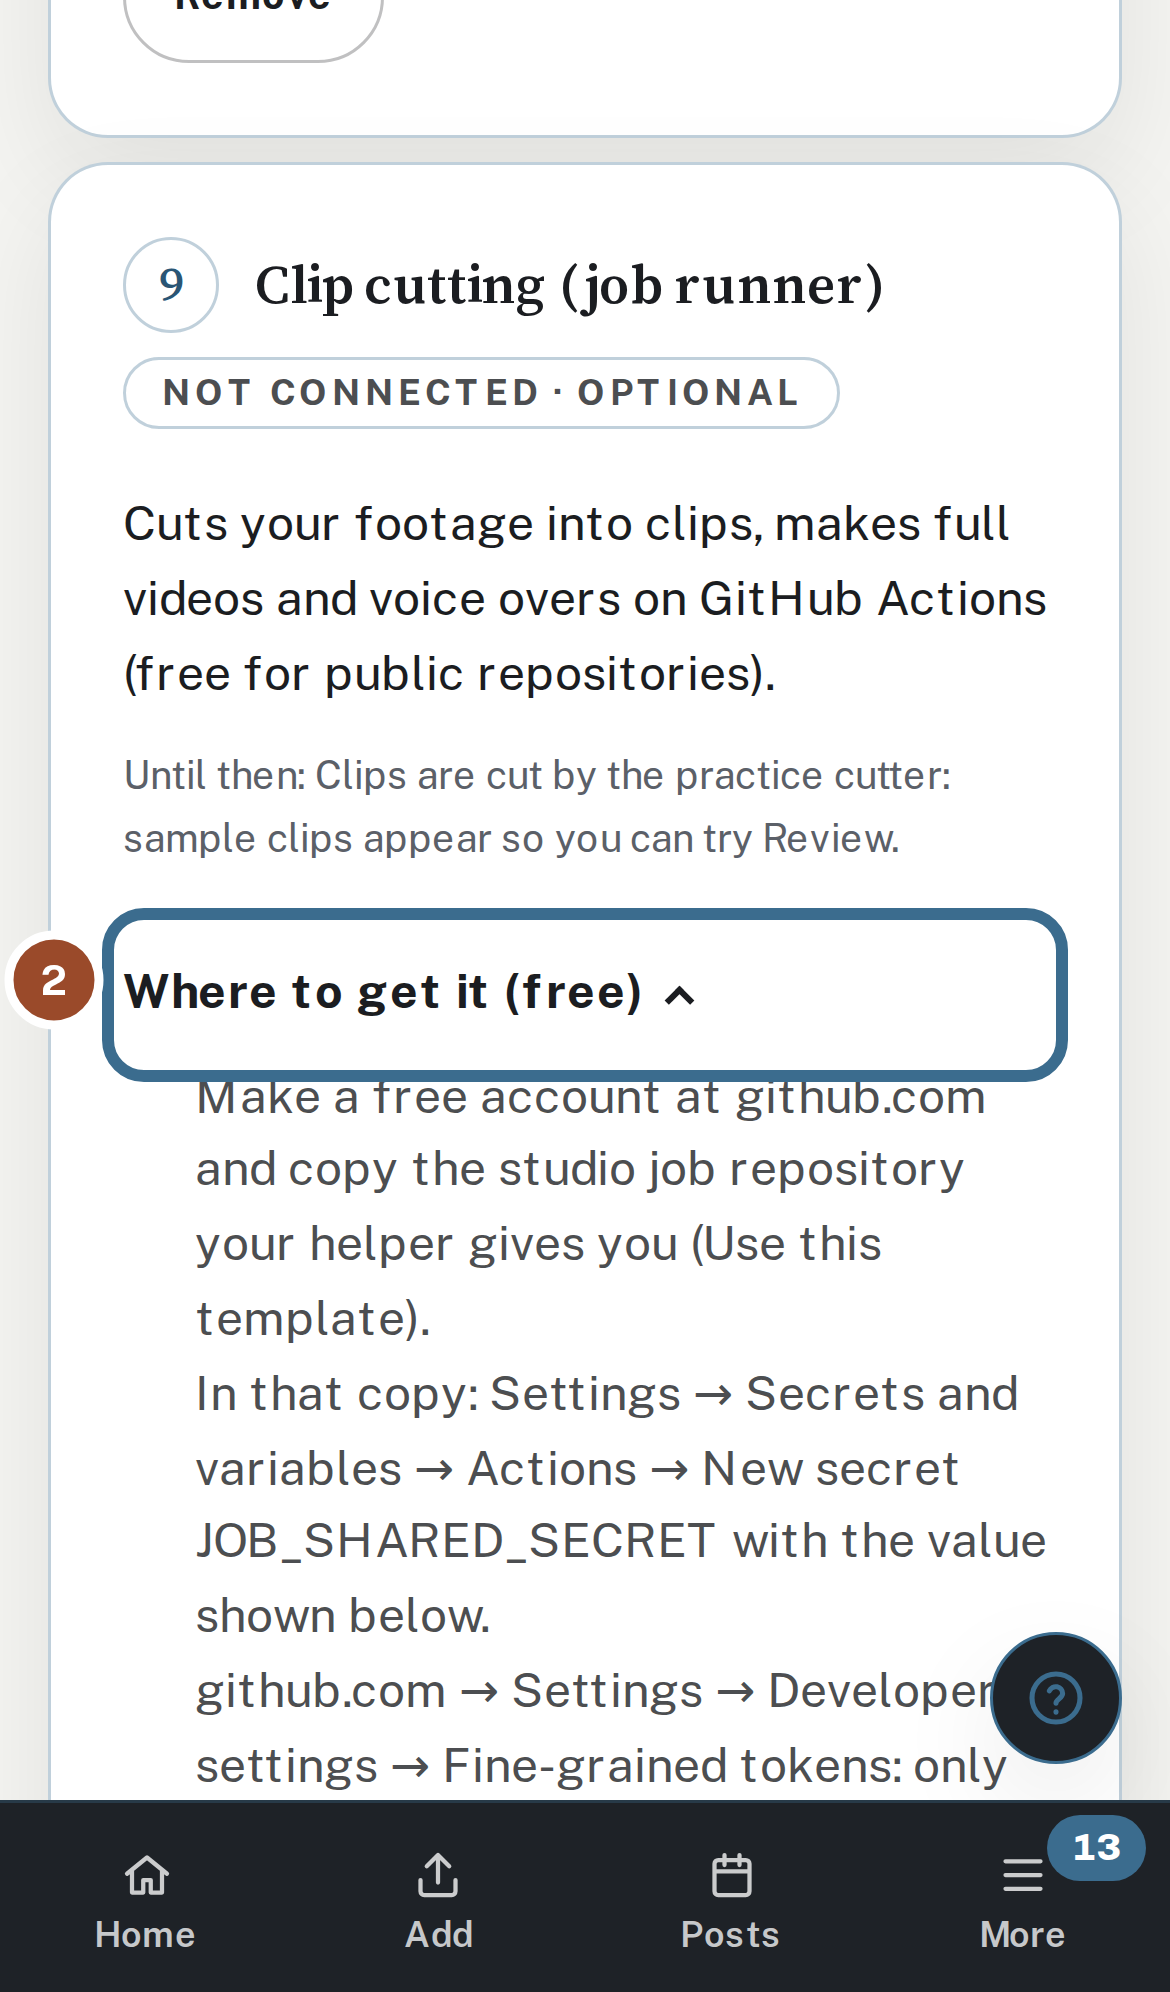 Remove
9
Clip cutting (job runner)
NOT CONNECTED · OPTIONAL
Cuts your footage into clips, makes full
videos and voice overs on GitHub Actions
(free for public repositories).
Until then: Clips are cut by the practice cutter:
sample clips appear so you can try Review.
2
Where to get it (free)
Make a free account at github.com
and copy the studio job repository
your helper gives you (Use this
template).
In that copy: Settings → Secrets and
variables → Actions → New secret
JOB_SHARED_SECRET with the value
shown below.
github.com → Settings → Developer
settings → Fine-grained tokens: only
13
Home
Add
Posts
More